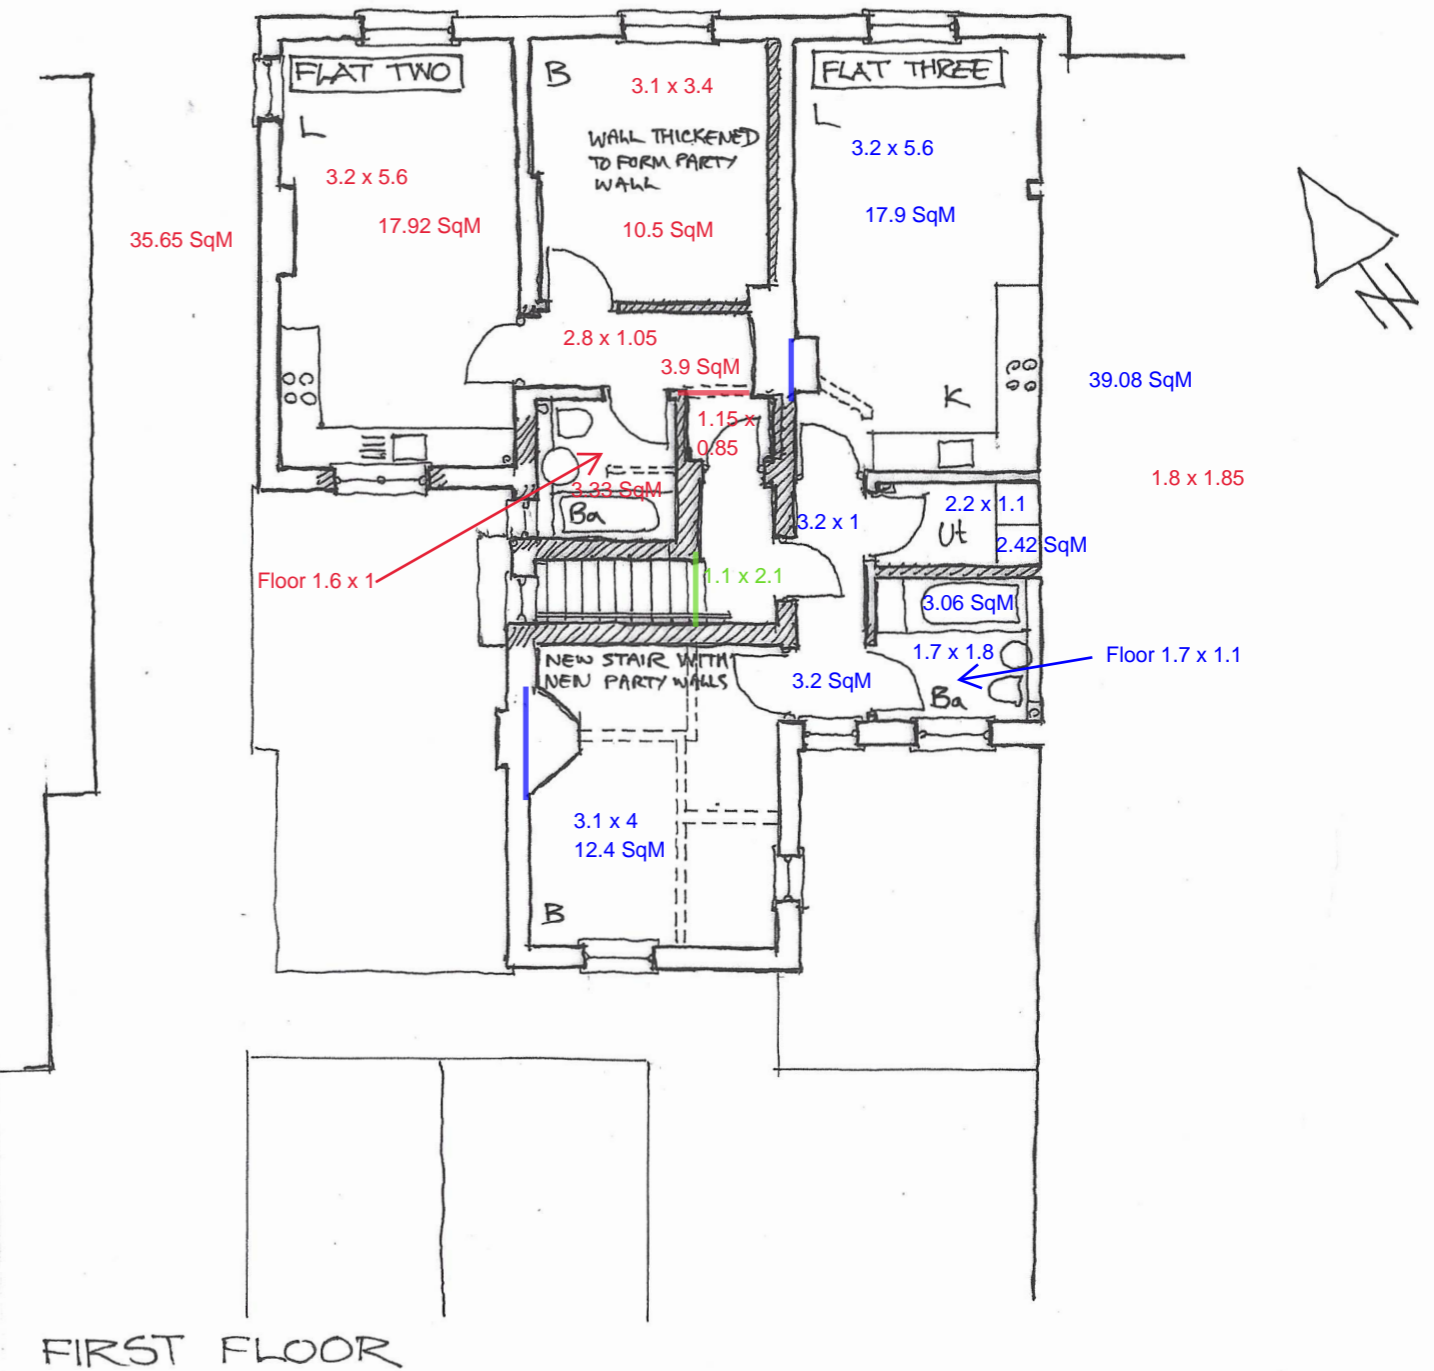 FLAT TWO
B
3.1 x 3.4
FLAT THREE
L
L
WALL THICKENED
TO FORM PARTY
WALL
3.2 x 5.6
3.2 x 5.6
17.92 SqM
10.5 SqM
17.9 SqM
35.65 SqM
N
2.8 x 1.05
3.9 SqM
39.08 SqM
K
1.15 x
0.85
1.8 x 1.85
3.33 SqM
Ba
3.2 x 1
2.2 x 1.1
Ut
2.42 SqM
Floor 1.6 x 1
1.1 x 2.1
3.06 SqM
NEW STAIR WITH
NEW PARTY WALLS
3.2 SqM
1.7 x 1.8
Floor 1.7 x 1.1
Ba
3.1 x 4
12.4 SqM
B
FIRST FLOOR